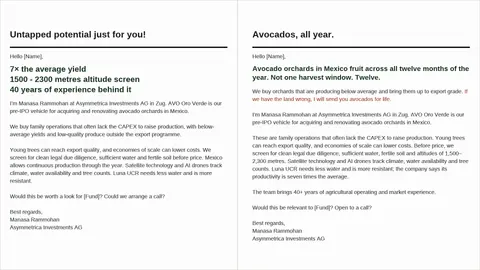 Untapped potential just for you!
Hello [Name],
7× the average yield
1500 - 2300 metres altitude screen
40 years of experience behind it
I'm Manasa Rammohan at Asymmetrica Investments AG in Zug. AVO Oro Verde is our
pre-IPO vehicle for acquiring and renovating avocado orchards in Mexico.
We buy family operations that often lack the CAPEX to raise production, with below-
average yields and low-quality produce outside the export programme.
Young trees can reach export quality, and economies of scale lower costs. We
screen for clean legal due diligence, sufficient water and fertile soil before price. Mexico
allows continuous production through the year. Satellite technology and AI drones track
climate, water availability and tree counts. Luna UCR needs less water and is more
resistant.
Would this be worth a look for [Fund]? Could we arrange a call?
Best regards,
Manasa Rammohan
Asymmetrica Investments AG
Avocados, all year.
Hello [Name],
Avocado orchards in Mexico fruit across all twelve months of the
year. Not one harvest window. Twelve.
We buy orchards that are producing below average and bring them up to export grade. If
we have the land wrong, I will send you avocados for life.
I'm Manasa Rammohan at Asymmetrica Investments AG in Zug. AVO Oro Verde is our
pre-IPO vehicle for acquiring and renovating avocado orchards in Mexico.
These are family operations that often lack the CAPEX to raise production. Young trees
can reach export quality, and economies of scale lower costs. Before price, we
screen for clean legal due diligence, sufficient water, fertile soil and altitudes of 1,500–
2,300 metres. Satellite technology and AI drones track climate, water availability and
tree counts. Luna UCR needs less water and is more resistant, the company says its
productivity is seven times the average.
The team brings 40+ years of agricultural operating and market experience.
Would this be relevant to [Fund]? Open to a call?
Best regards,
Manasa Rammohan
Asymmetrica Investments AG